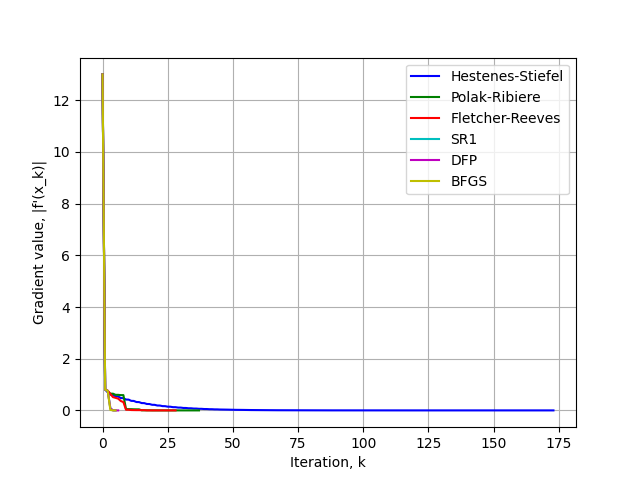 12
10
8
6
4
2
0
Gradient value, |f'(x_k)|
Hestenes-Stiefel
Polak-Ribiere
Fletcher-Reeves
SR1
DFP
BFGS
0 25 50 75 100 125 150 175
Iteration, k